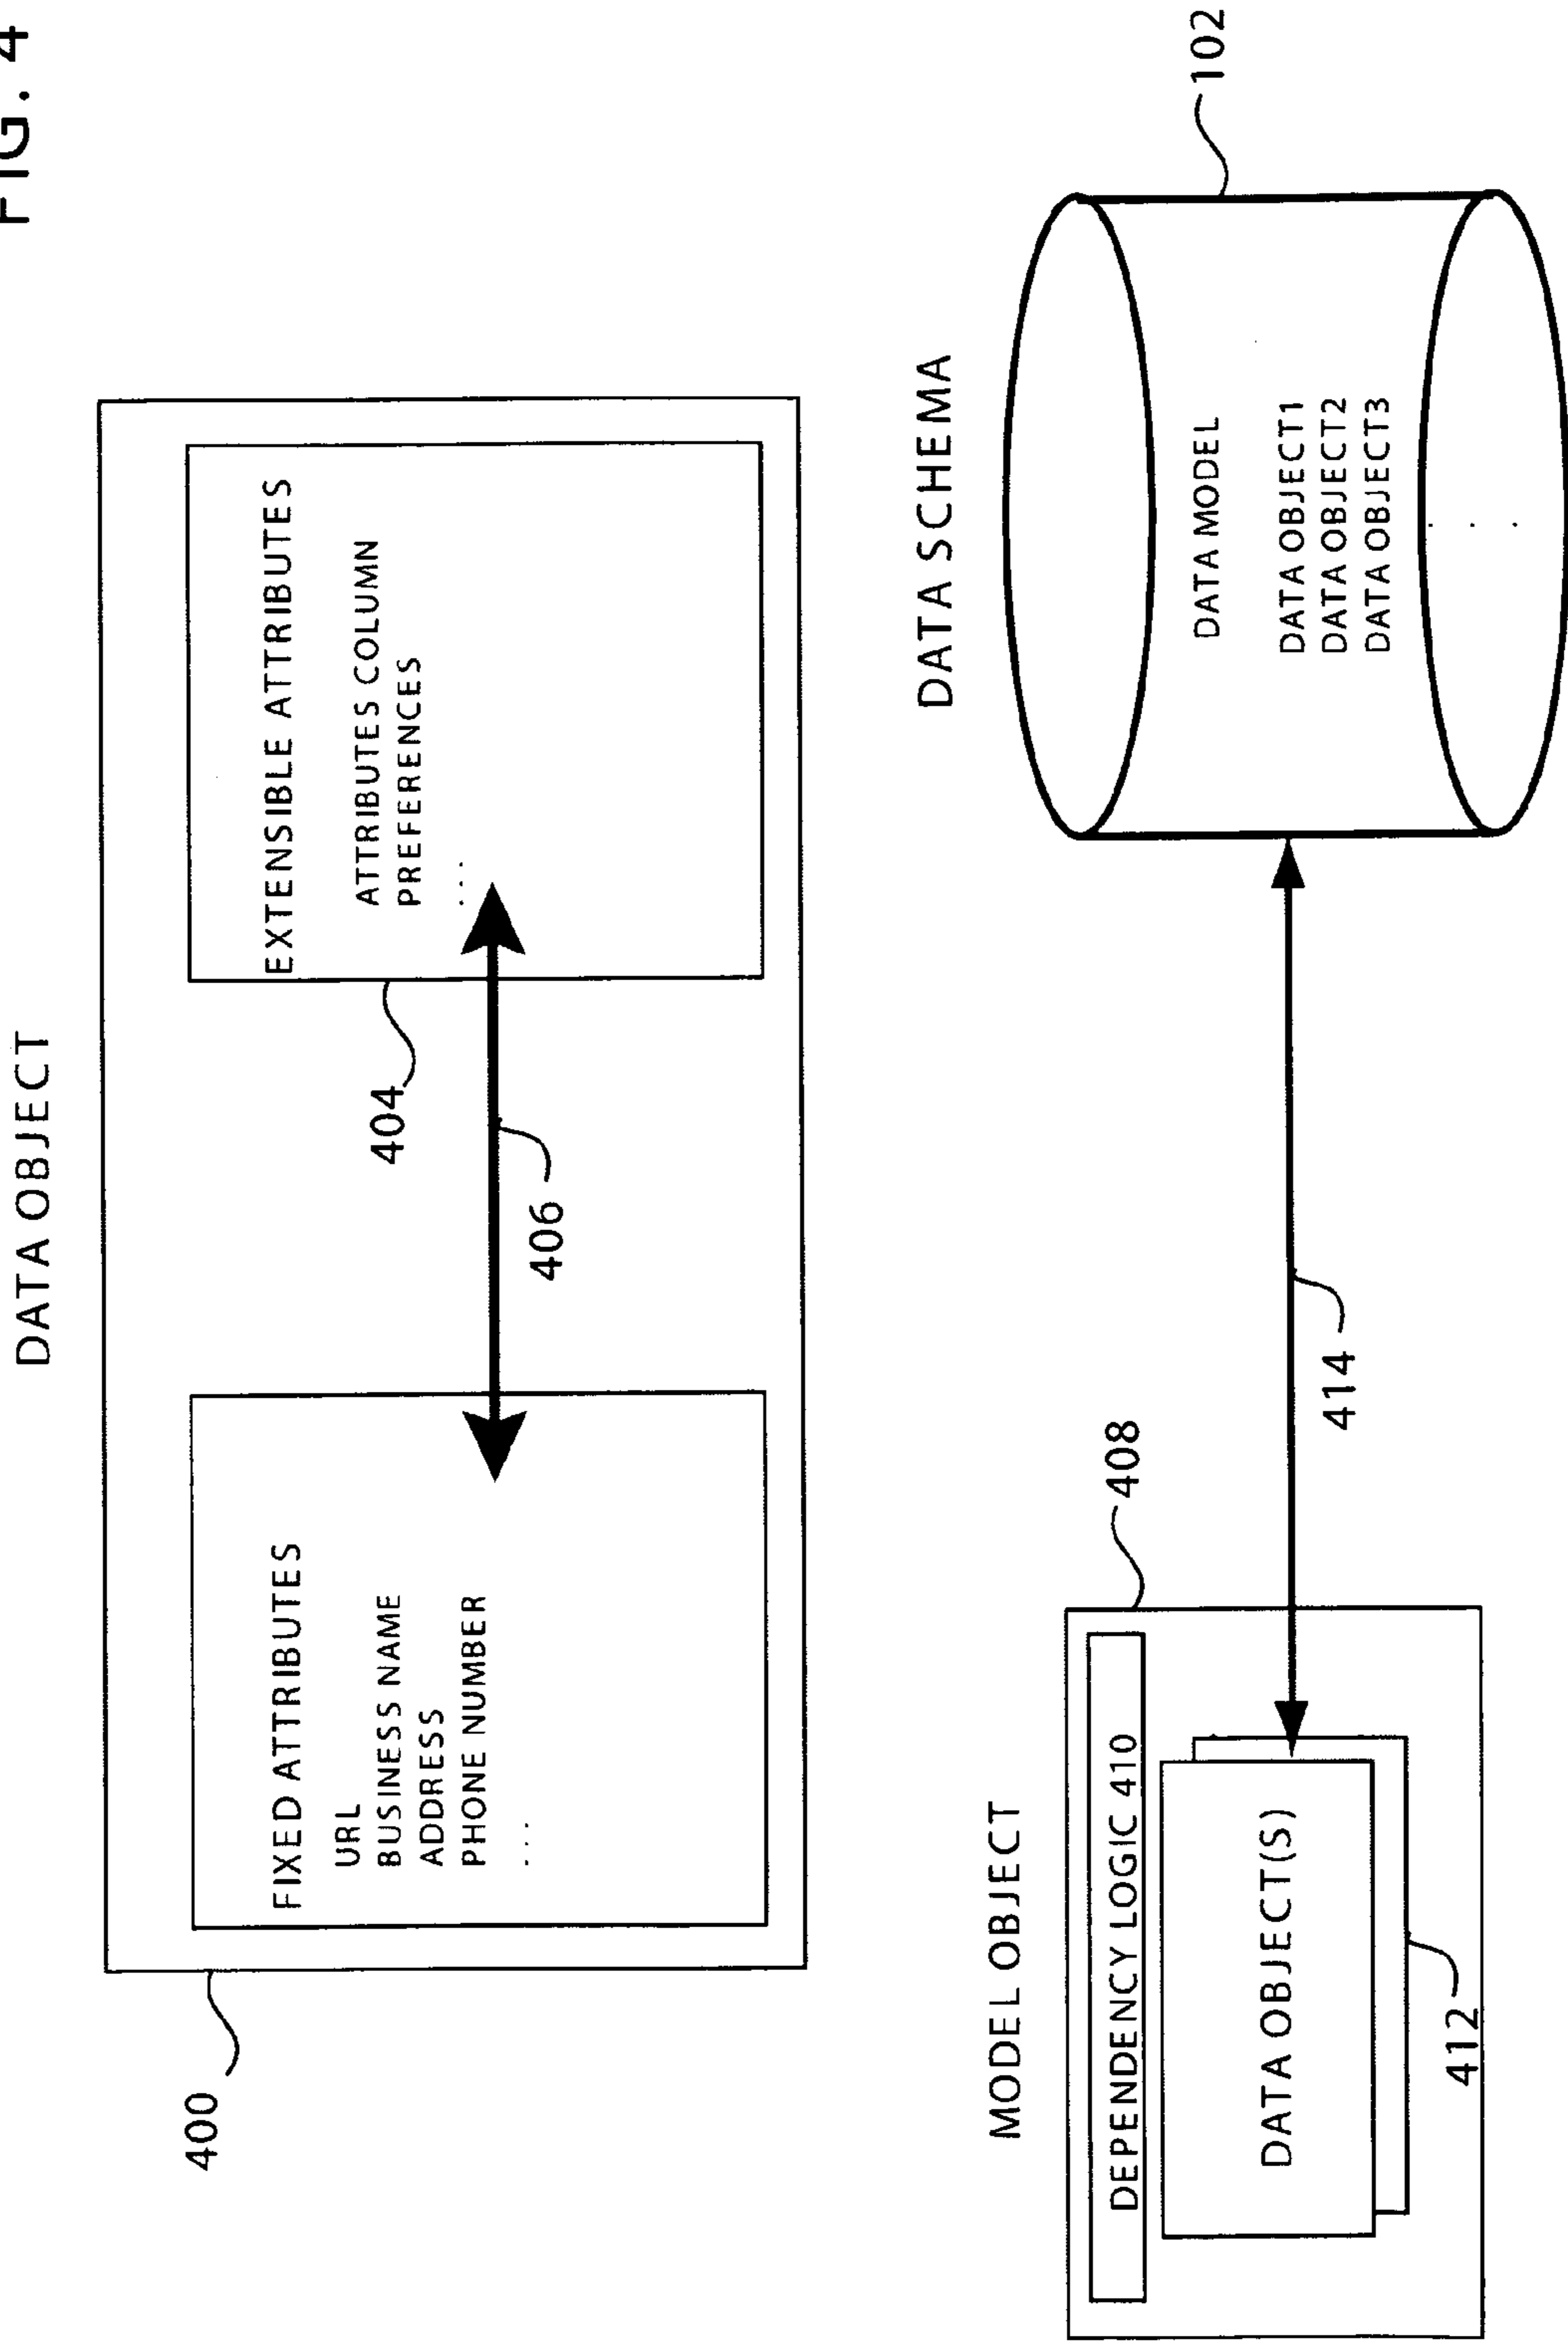 FIG. 4
DATA OBJECT
400
FIXED ATTRIBUTES
URL
BUSINESS NAME
ADDRESS
PHONE NUMBER
...
406
404
EXTENSIBLE ATTRIBUTES
ATTRIBUTES COLUMN
PREFERENCES
...
MODEL OBJECT
408
DEPENDENCY LOGIC 410
DATA OBJECT(S)
412
414
DATA SCHEMA
102
DATA MODEL
DATA OBJECT1
DATA OBJECT2
DATA OBJECT3
...